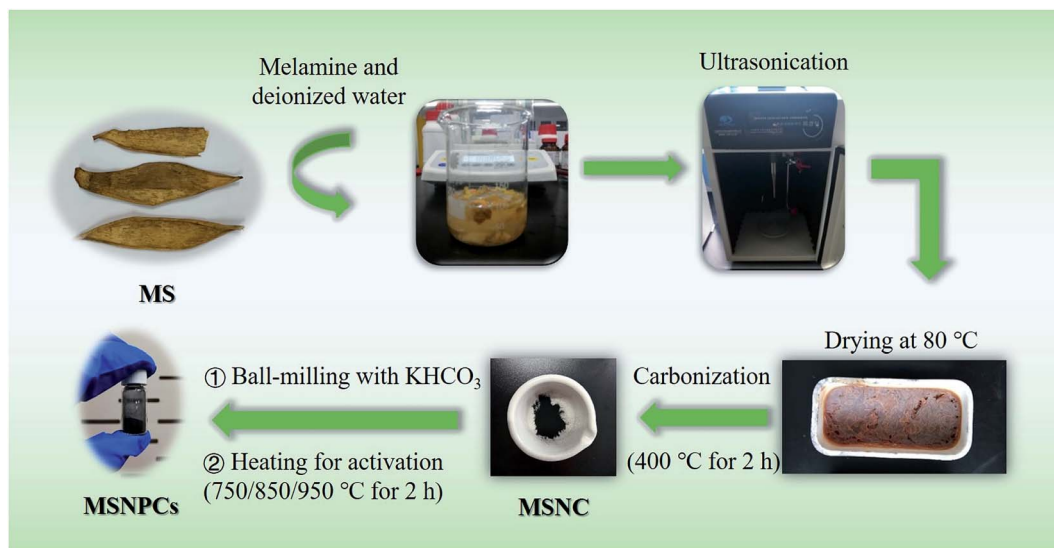 Melamine and
deionized water
Ultrasonication
MS
Drying at 80 °C
① Ball-milling with KHCO₃
Carbonization
② Heating for activation
(750/850/950 °C for 2 h)
(400 °C for 2 h)
MSNPCs
MSNC